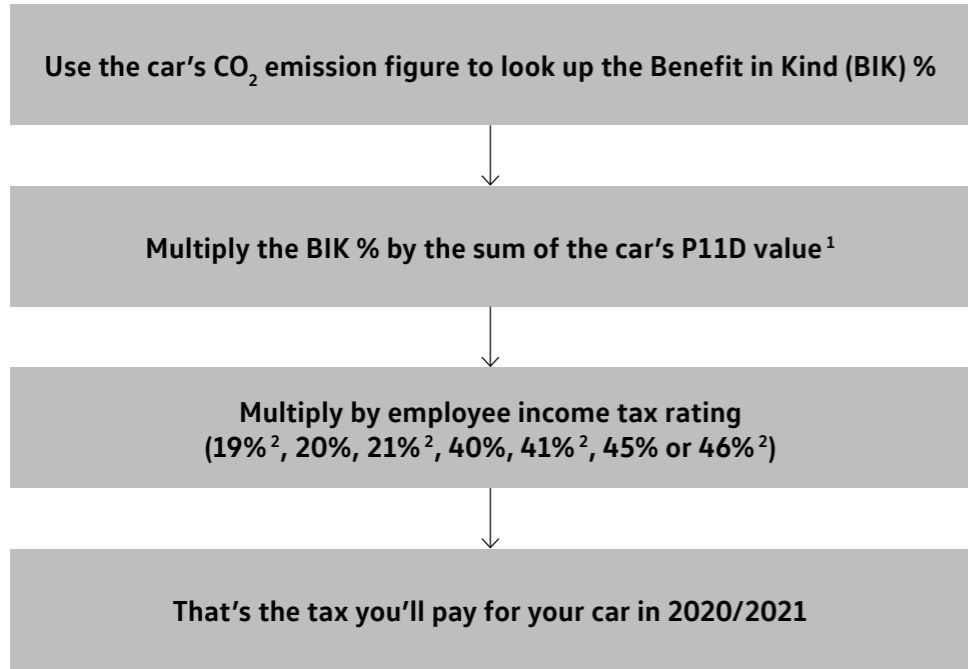 Use the car's CO₂ emission figure to look up the Benefit in Kind (BIK) %
Multiply the BIK % by the sum of the car's P11D value ¹
Multiply by employee income tax rating
(19% ², 20%, 21% ², 40%, 41% ², 45% or 46% ²)
That's the tax you'll pay for your car in 2020/2021